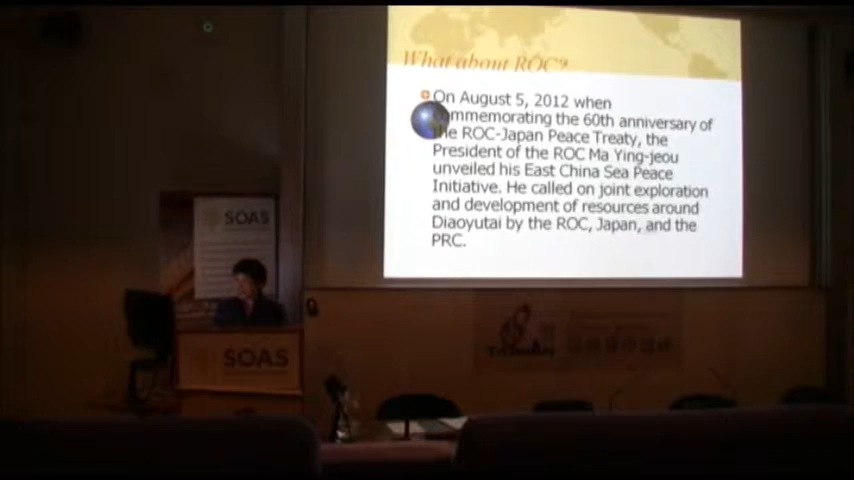 What about ROC?
On August 5, 2012 when
commemorating the 60th anniversary of
the ROC-Japan Peace Treaty, the
President of the ROC Ma Ying-jeou
unveiled his East China Sea Peace
Initiative. He called on joint exploration
and development of resources around
Diaoyutai by the ROC, Japan, and the
PRC.
SOAS
SOAS